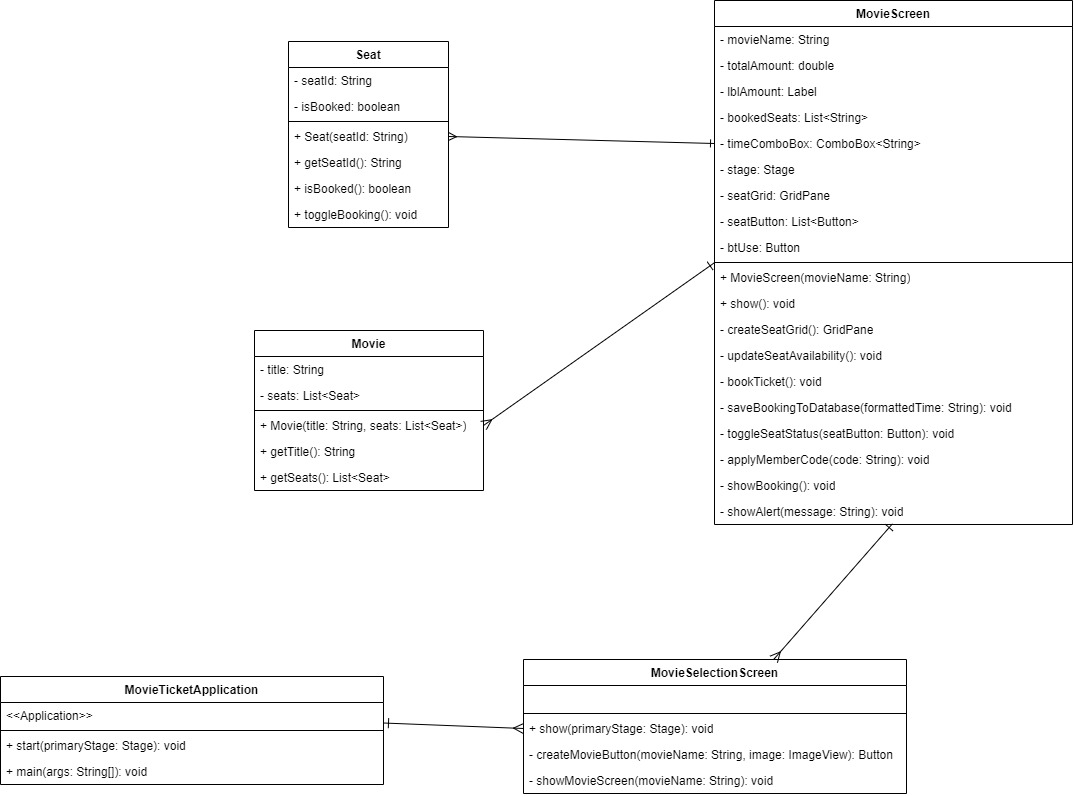 MovieScreen
- movieName: String
- totalAmount: double
- lblAmount: Label
- bookedSeats: List<String>
- timeComboBox: ComboBox<String>
- stage: Stage
- seatGrid: GridPane
- seatButton: List<Button>
- btUse: Button
+ MovieScreen(movieName: String)
+ show(): void
- createSeatGrid(): GridPane
- updateSeatAvailability(): void
- bookTicket(): void
- saveBookingToDatabase(formattedTime: String): void
- toggleSeatStatus(seatButton: Button): void
- applyMemberCode(code: String): void
- showBooking(): void
- showAlert(message: String): void
Seat
- seatId: String
- isBooked: boolean
+ Seat(seatId: String)
+ getSeatId(): String
+ isBooked(): boolean
+ toggleBooking(): void
Movie
- title: String
- seats: List<Seat>
+ Movie(title: String, seats: List<Seat>)
+ getTitle(): String
+ getSeats(): List<Seat>
MovieSelectionScreen
+ show(primaryStage: Stage): void
- createMovieButton(movieName: String, image: ImageView): Button
- showMovieScreen(movieName: String): void
MovieTicketApplication
<<Application>>
+ start(primaryStage: Stage): void
+ main(args: String[]): void